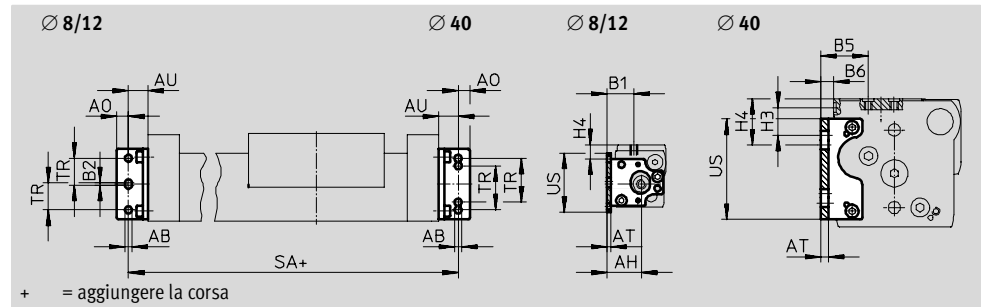 ∅ 8/12
∅ 40
∅ 8/12
∅ 40
AU
AO
AO
AU
B5
B6
B1
H4
H4
H3
TR
B2
TR
TR
TR
US
US
AB
AB
AT
AT
SA+
AH
+ = aggiungere la corsa